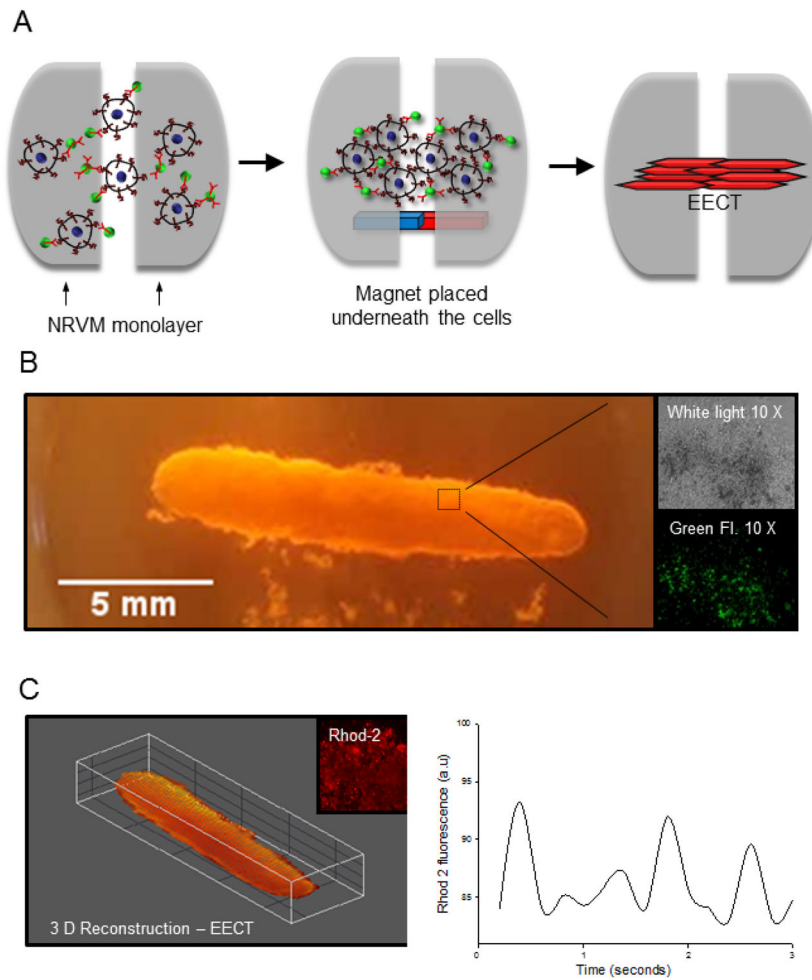 A
NRVM monolayer
Magnet placed
underneath the cells
EECT
B
5 mm
White light 10 X
Green Fl. 10 X
C
Rhod-2
3 D Reconstruction – EECT
Rhod 2 fluorescence (a.u)
100
95
90
85
0
1
2
3
Time (seconds)